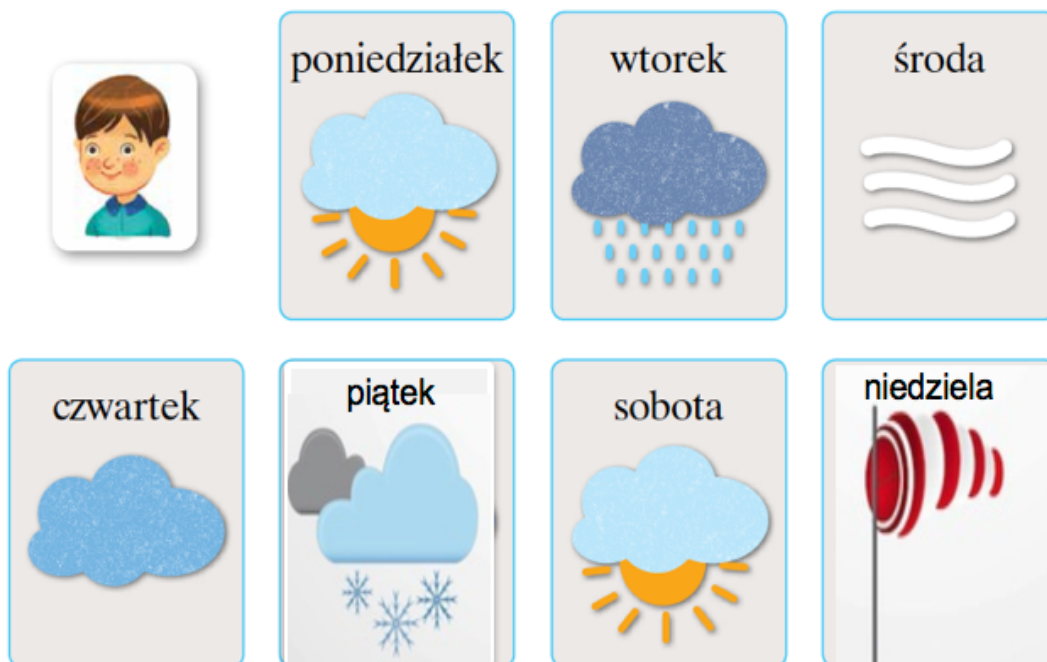 poniedziałek
wtorek
środa
czwartek
piątek
sobota
niedziela